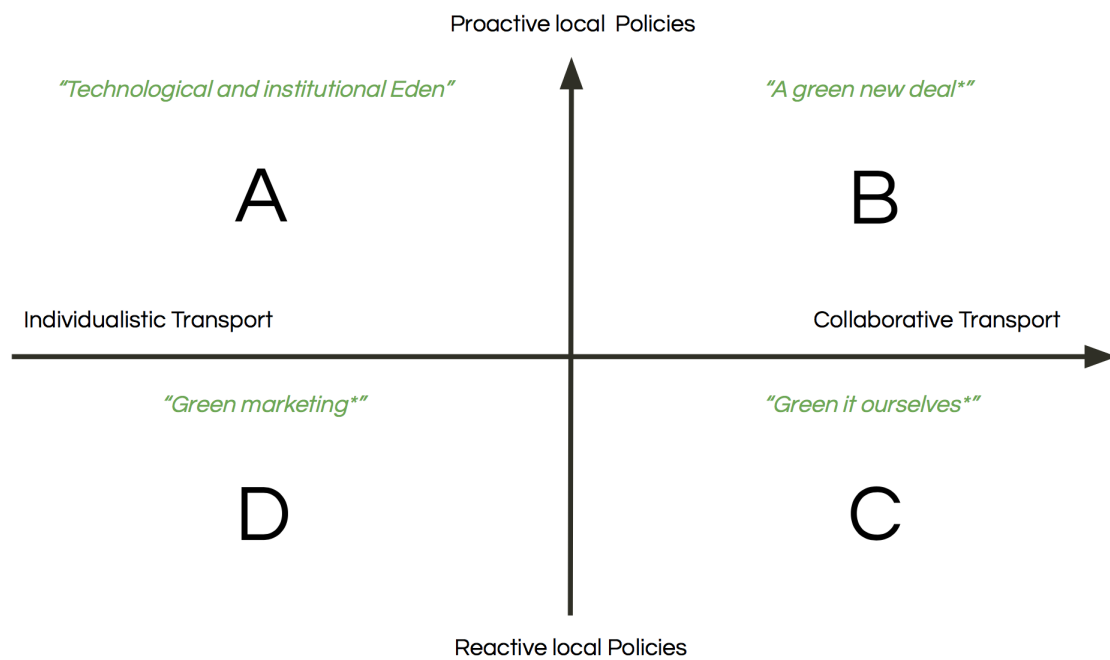 Proactive local  Policies
“Technological and institutional Eden”
“A green new deal*”
A
B
Individualistic Transport
Collaborative Transport
“Green marketing*”
“Green it ourselves*”
D
C
Reactive local Policies